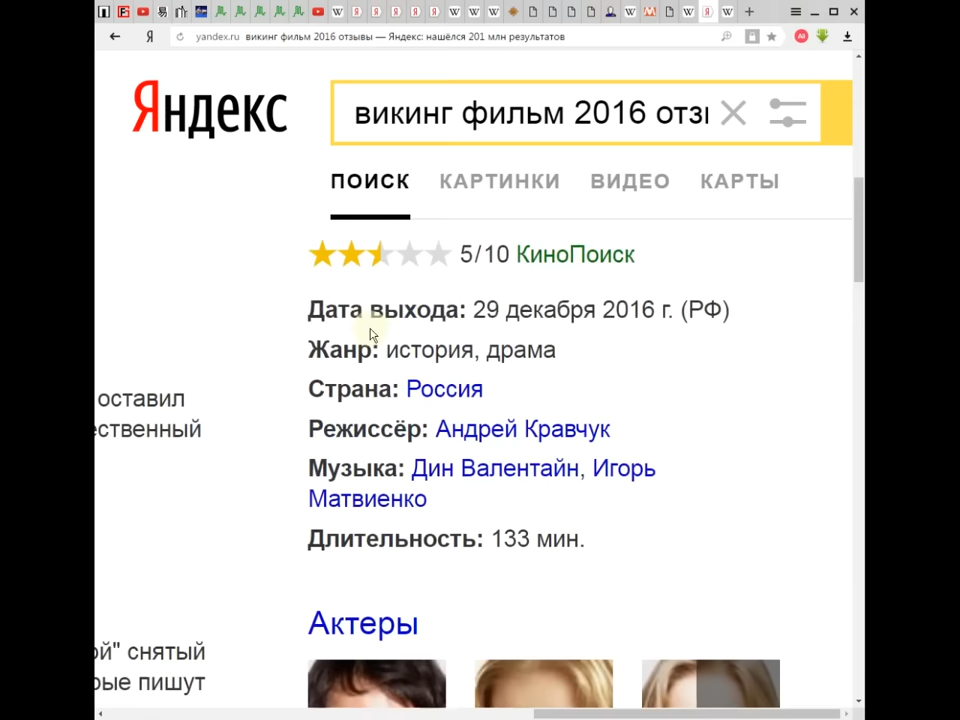 yandex.ru викинг фильм 2016 отзывы — Яндекс: нашёлся 201 млн результатов
Яндекс
викинг фильм 2016 отзы
ПОИСК КАРТИНКИ ВИДЕО КАРТЫ
5/10 КиноПоиск
Дата выхода: 29 декабря 2016 г. (РФ)
Жанр: история, драма
Страна: Россия
оставил
ественный
Режиссёр: Андрей Кравчук
Музыка: Дин Валентайн, Игорь
Матвиенко
Длительность: 133 мин.
Актеры
ой" снятый
рые пишут